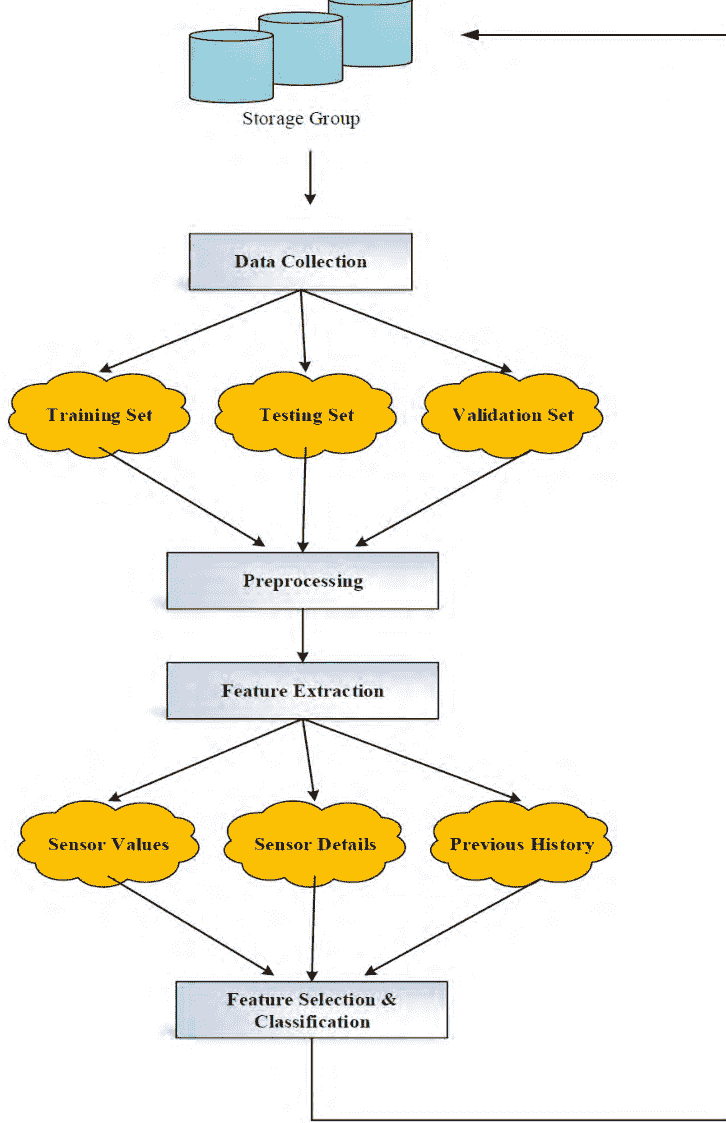 Storage Group
Data Collection
Training Set
Testing Set
Validation Set
Preprocessing
Feature Extraction
Sensor Values
Sensor Details
Previous History
Feature Selection &
Classification